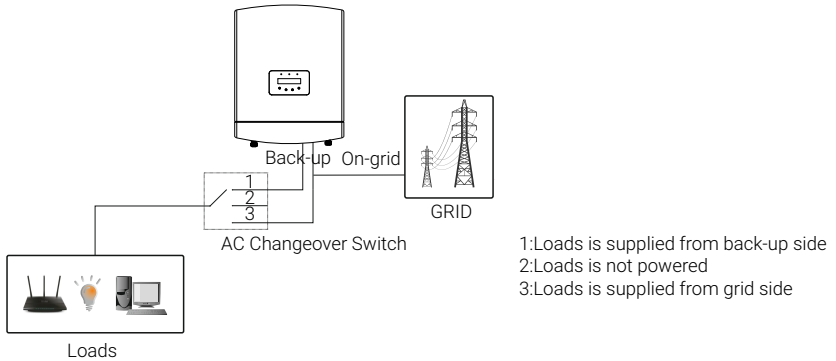 Back-up On-grid
1
2
3
GRID
AC Changeover Switch
1:Loads is supplied from back-up side
2:Loads is not powered
3:Loads is supplied from grid side
Loads